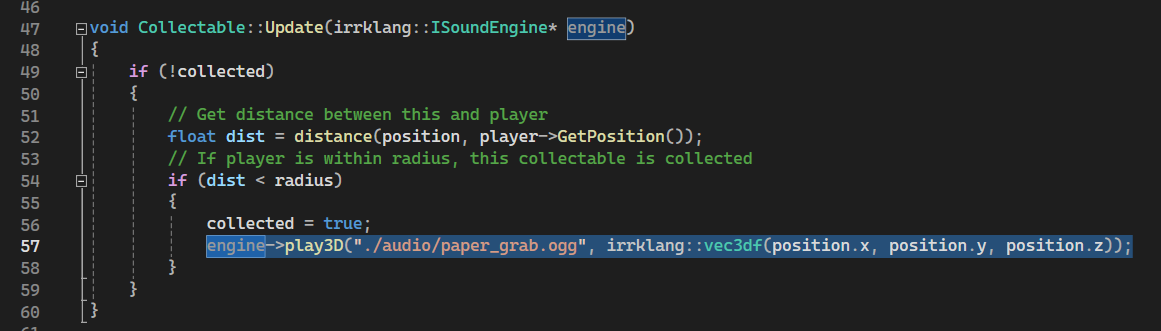 46
47 void Collectable::Update(irrklang::ISoundEngine* engine)
48 {
49 if (!collected)
50 {
51 // Get distance between this and player
52 float dist = distance(position, player->GetPosition());
53 // If player is within radius, this collectable is collected
54 if (dist < radius)
55 {
56 collected = true;
57 engine->play3D("./audio/paper_grab.ogg", irrklang::vec3df(position.x, position.y, position.z));
58 }
59 }
60 }
61